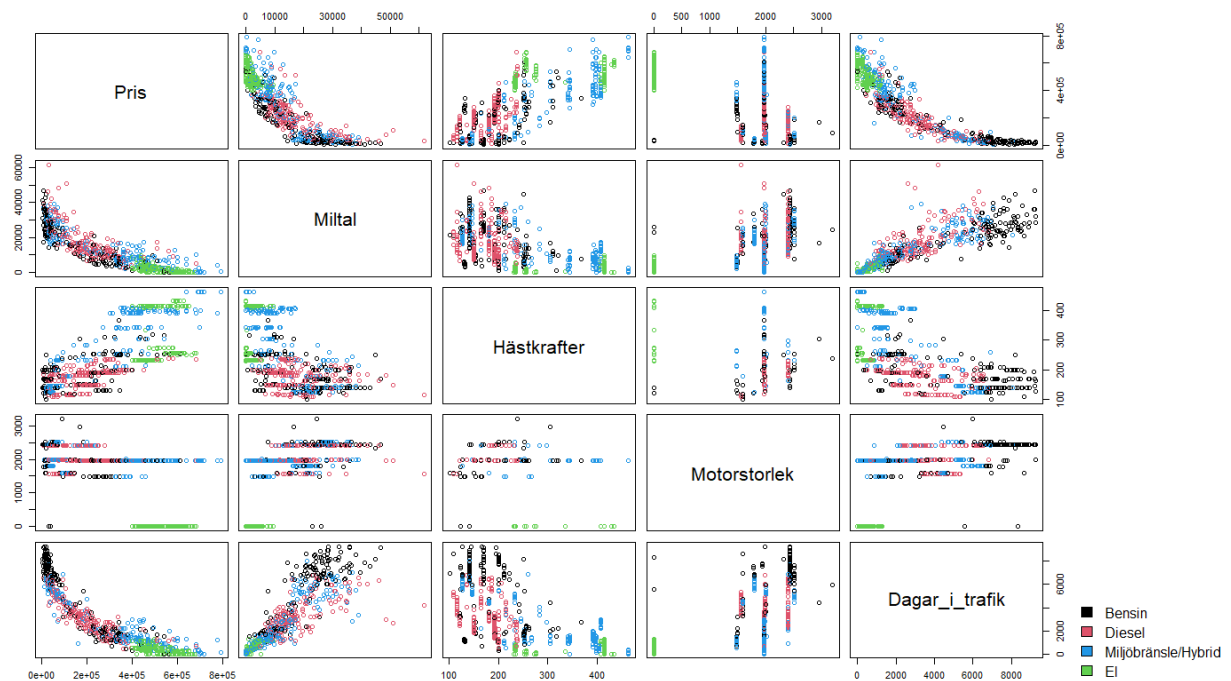 0 10000 30000 50000
0 500 1000 2000 3000
Pris
0e+00 4e+05 8e+05
0 20000 40000 60000
Miltal
Hästkrafter
100 200 300 400
0 1000 2000 3000
Motorstorlek
Dagar_i_trafik
0 2000 6000
0e+00 2e+05 4e+05 6e+05 8e+05
100 200 300 400
0 2000 4000 6000 8000
Bensin
Diesel
Miljöbränsle/Hybrid
El